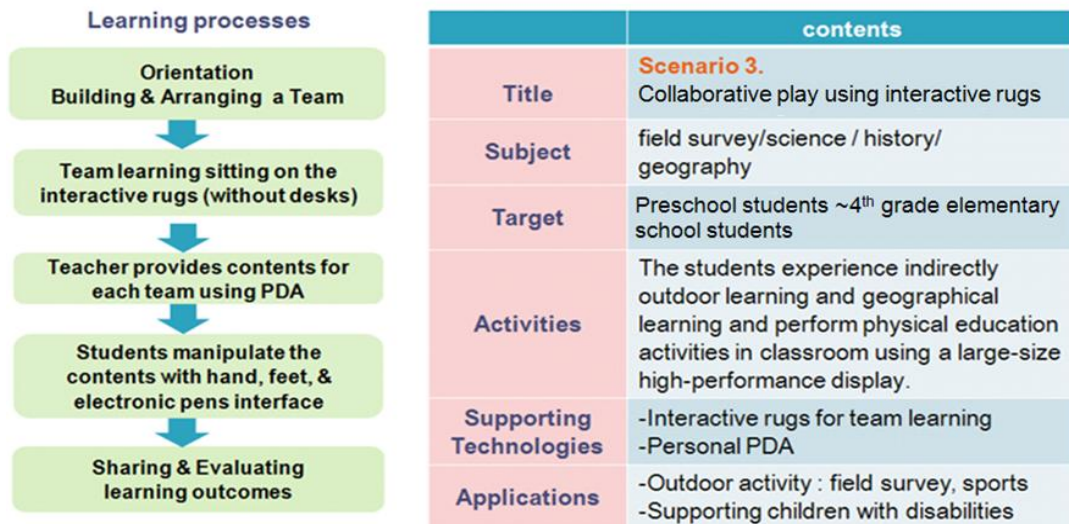 Learning processes
Orientation
Building & Arranging a Team
Team learning sitting on the
interactive rugs (without desks)
Teacher provides contents for
each team using PDA
Students manipulate the
contents with hand, feet, &
electronic pens interface
Sharing & Evaluating
learning outcomes
contents
Title
Scenario 3.
Collaborative play using interactive rugs
Subject
field survey/science / history/
geography
Target
Preschool students ~4th grade elementary
school students
Activities
The students experience indirectly
outdoor learning and geographical
learning and perform physical education
activities in classroom using a large-size
high-performance display.
Supporting
Technologies
-Interactive rugs for team learning
-Personal PDA
Applications
-Outdoor activity : field survey, sports
-Supporting children with disabilities